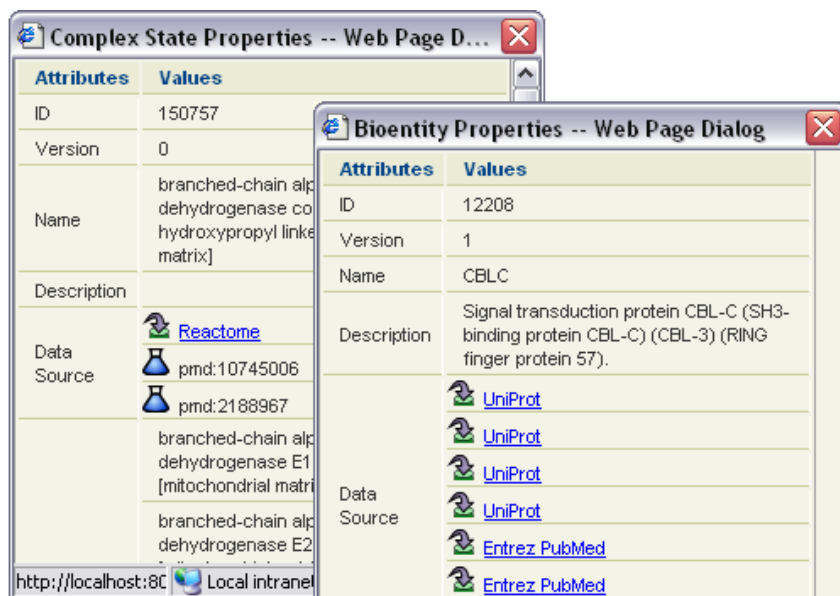 Complex State Properties -- Web Page D...
Attributes Values
ID 150757
Version 0
Name
branched-chain alp
dehydrogenase co
hydroxypropyl linke
matrix]
Description
Data
Source
Reactome
pmd:10745006
pmd:2188967
branched-chain alp
dehydrogenase E1
[mitochondrial matri
branched-chain alp
dehydrogenase E2
http://localhost:80
Local intranet
Bioentity Properties -- Web Page Dialog
Attributes Values
ID 12208
Version 1
Name CBLC
Description
Signal transduction protein CBL-C (SH3-
binding protein CBL-C) (CBL-3) (RING
finger protein 57).
Data
Source
UniProt
UniProt
UniProt
UniProt
Entrez PubMed
Entrez PubMed